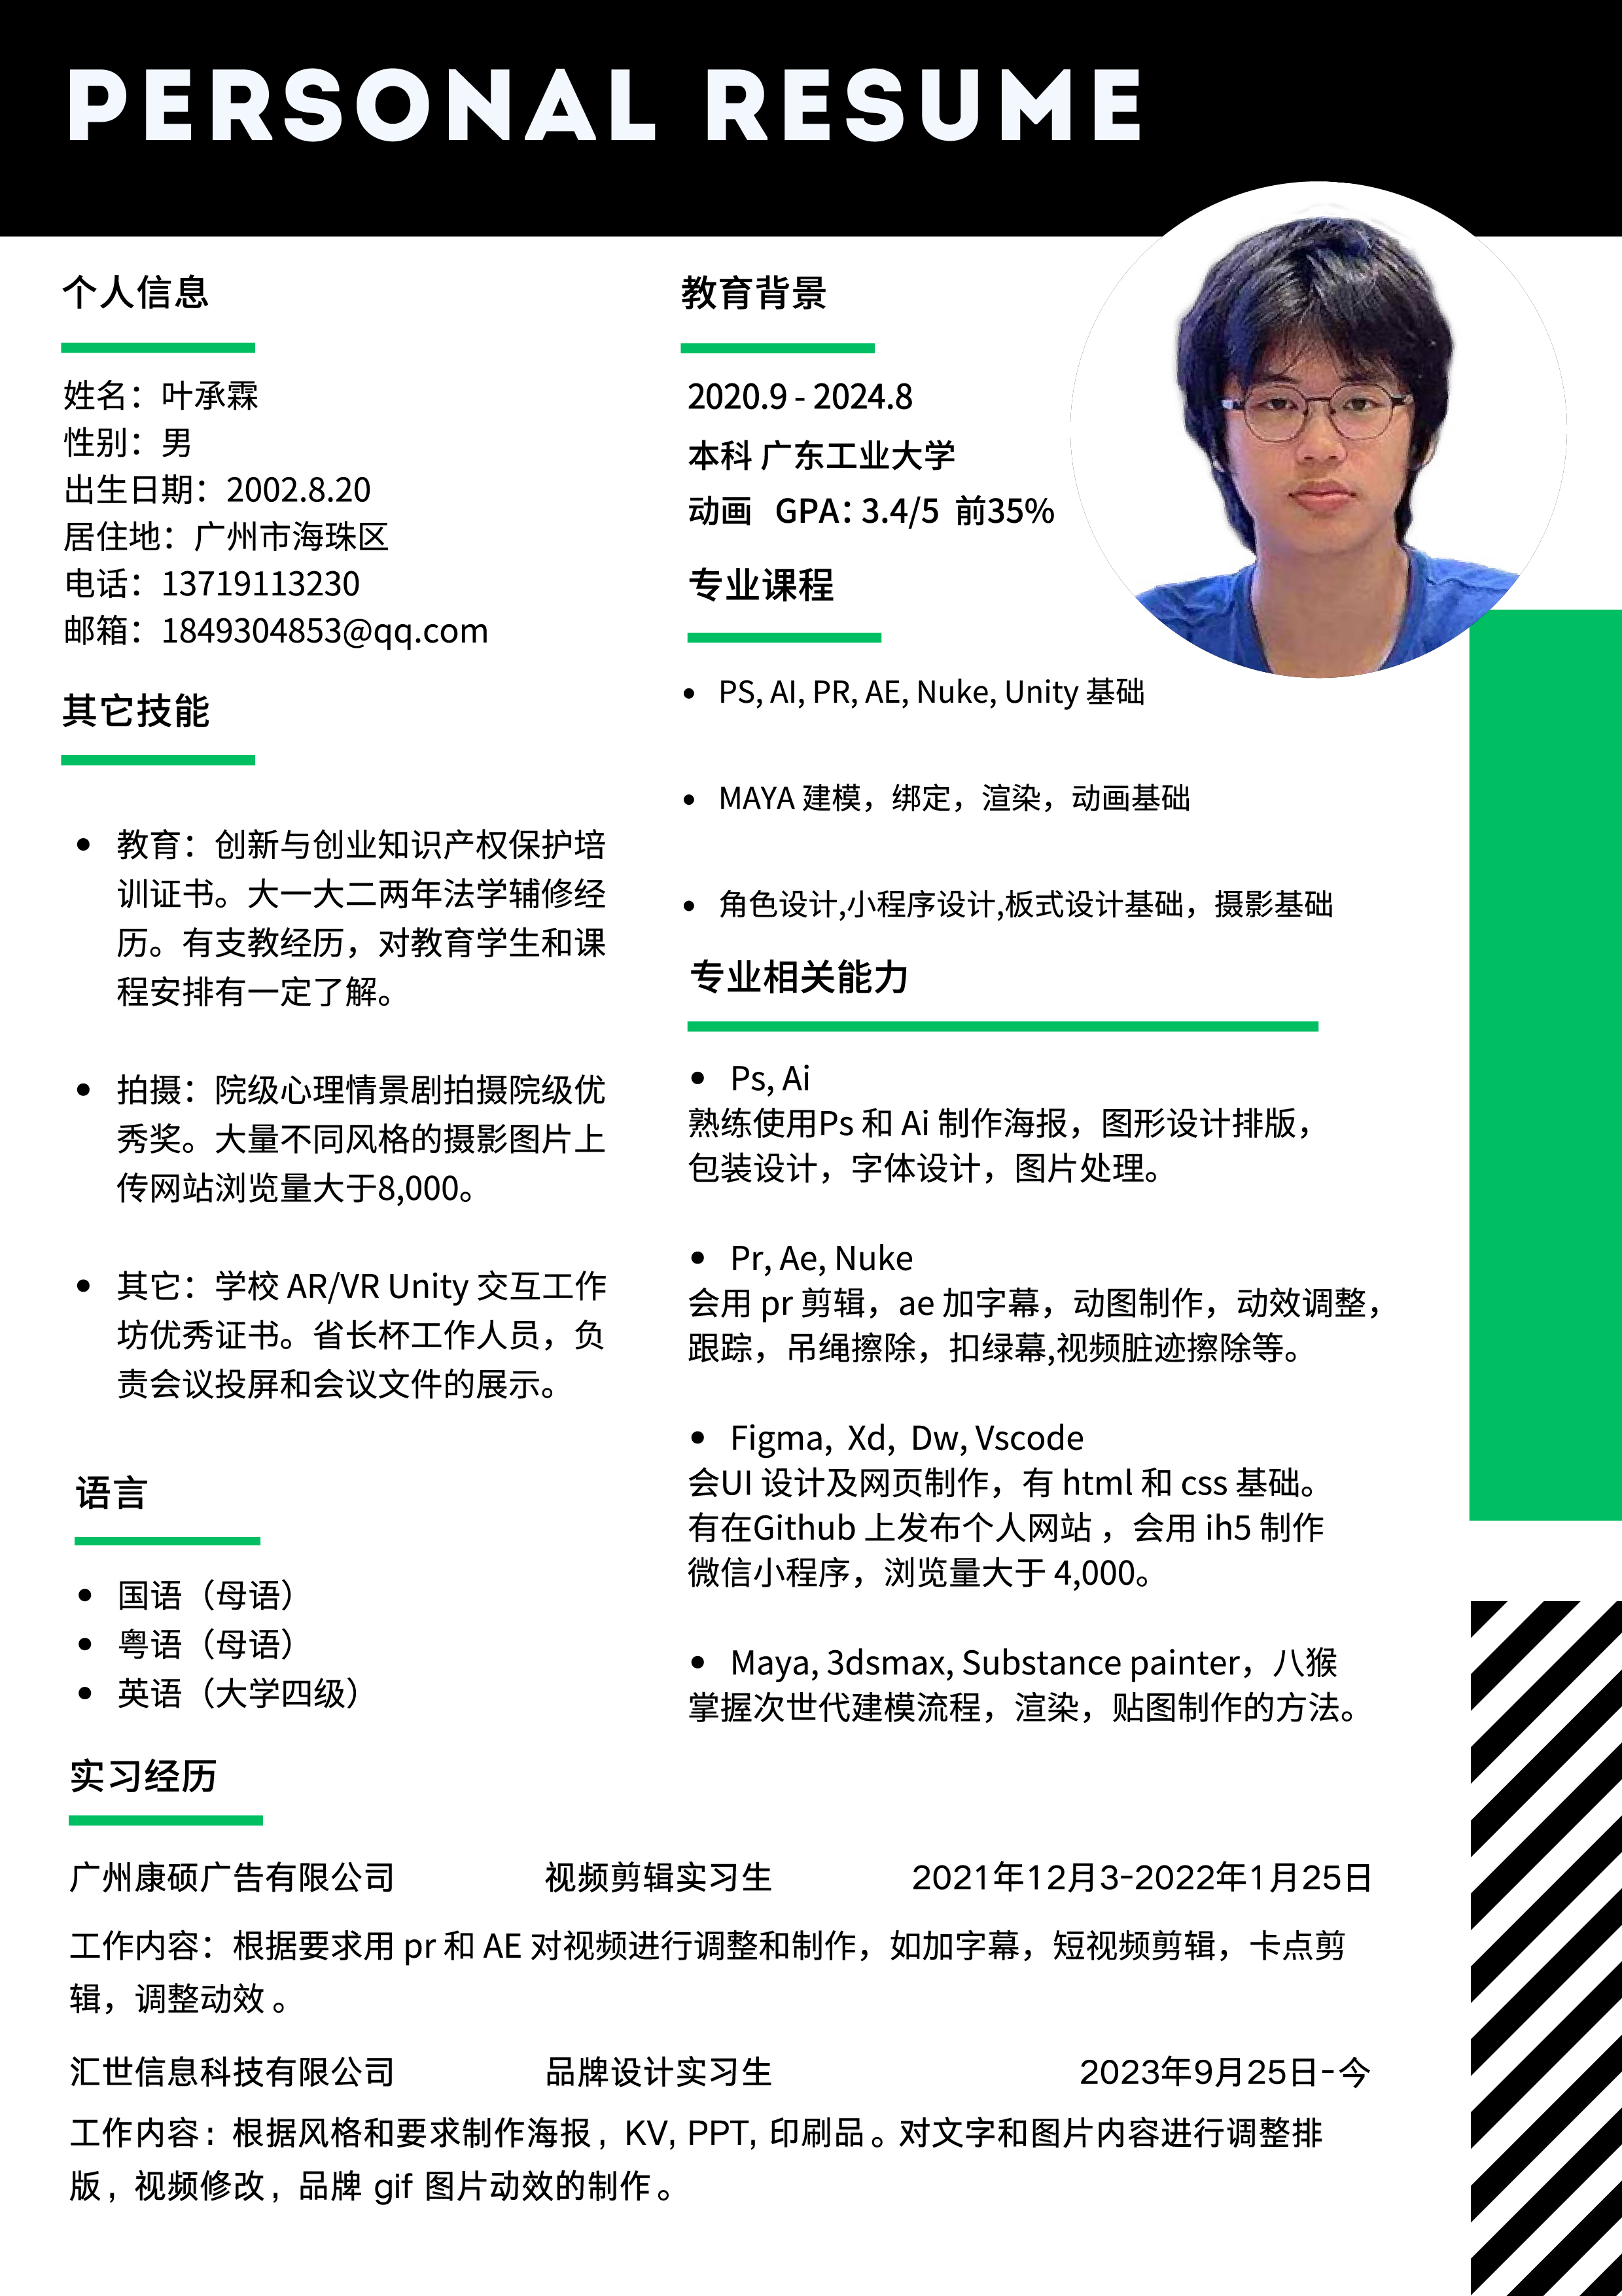 PERSONAL RESUME
个人信息
姓名：叶承霖
性别：男
出生日期：2002.8.20
居住地：广州市海珠区
电话：13719113230
邮箱：1849304853@qq.com
其它技能
• 教育：创新与创业知识产权保护培
训证书。大一大二两年法学辅修经
历。有支教经历，对教育学生和课
程安排有一定了解。
• 拍摄：院级心理情景剧拍摄院级优
秀奖。大量不同风格的摄影图片上
传网站浏览量大于8,000。
• 其它：学校 AR/VR Unity 交互工作
坊优秀证书。省长杯工作人员，负
责会议投屏和会议文件的展示。
语言
• 国语（母语）
• 粤语（母语）
• 英语（大学四级）
教育背景
2020.9 - 2024.8
本科 广东工业大学
动画 GPA：3.4/5 前35%
专业课程
• PS, AI, PR, AE, Nuke, Unity 基础
• MAYA 建模，绑定，渲染，动画基础
• 角色设计,小程序设计,板式设计基础，摄影基础
专业相关能力
• Ps, Ai
熟练使用Ps 和 Ai 制作海报，图形设计排版，
包装设计，字体设计，图片处理。
• Pr, Ae, Nuke
会用 pr 剪辑，ae 加字幕，动图制作，动效调整，
跟踪，吊绳擦除，扣绿幕,视频脏迹擦除等。
• Figma, Xd, Dw, Vscode
会UI 设计及网页制作，有 html 和 css 基础。
有在Github 上发布个人网站 ，会用 ih5 制作
微信小程序，浏览量大于 4,000。
• Maya, 3dsmax, Substance painter，八猴
掌握次世代建模流程，渲染，贴图制作的方法。
实习经历
广州康硕广告有限公司 视频剪辑实习生 2021年12月3-2022年1月25日
工作内容：根据要求用 pr 和 AE 对视频进行调整和制作，如加字幕，短视频剪辑，卡点剪
辑，调整动效 。
汇世信息科技有限公司 品牌设计实习生 2023年9月25日-今
工作内容：根据风格和要求制作海报，KV, PPT, 印刷品。对文字和图片内容进行调整排
版，视频修改，品牌 gif 图片动效的制作。